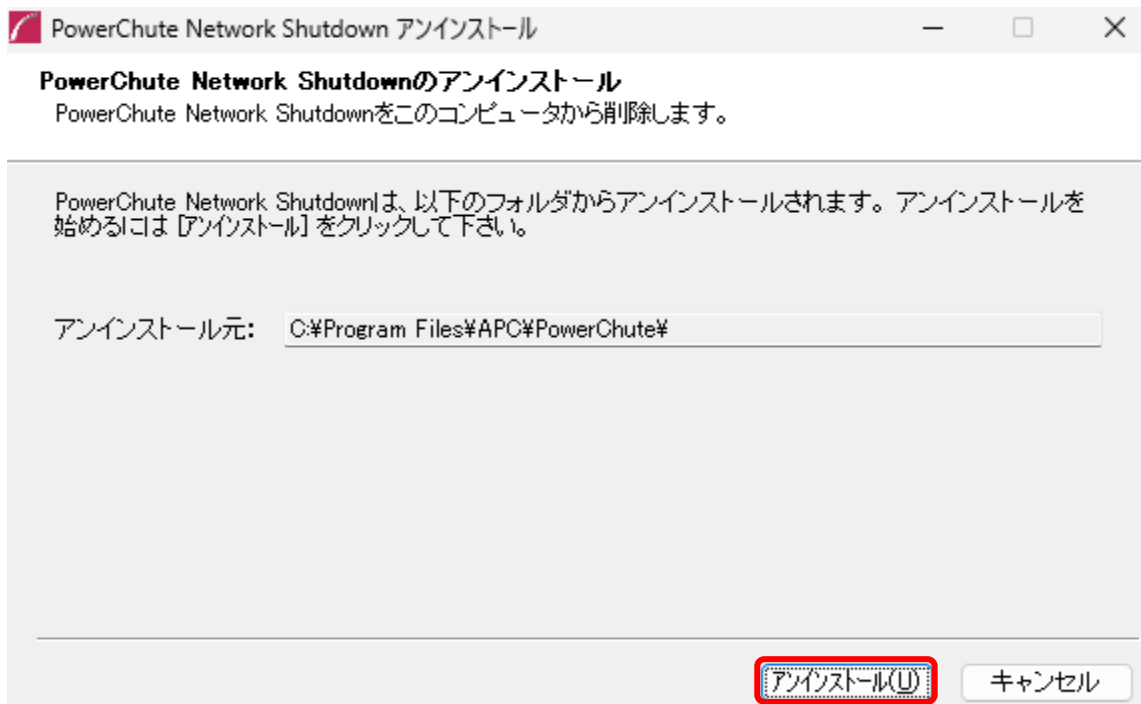 PowerChute Network Shutdown アンインストール
PowerChute Network Shutdownのアンインストール
PowerChute Network Shutdownをこのコンピュータから削除します。
PowerChute Network Shutdownは、以下のフォルダからアンインストールされます。アンインストールを
始めるには [アンインストール] をクリックして下さい。
アンインストール元: C:¥Program Files¥APC¥PowerChute¥
アンインストール(U) キャンセル